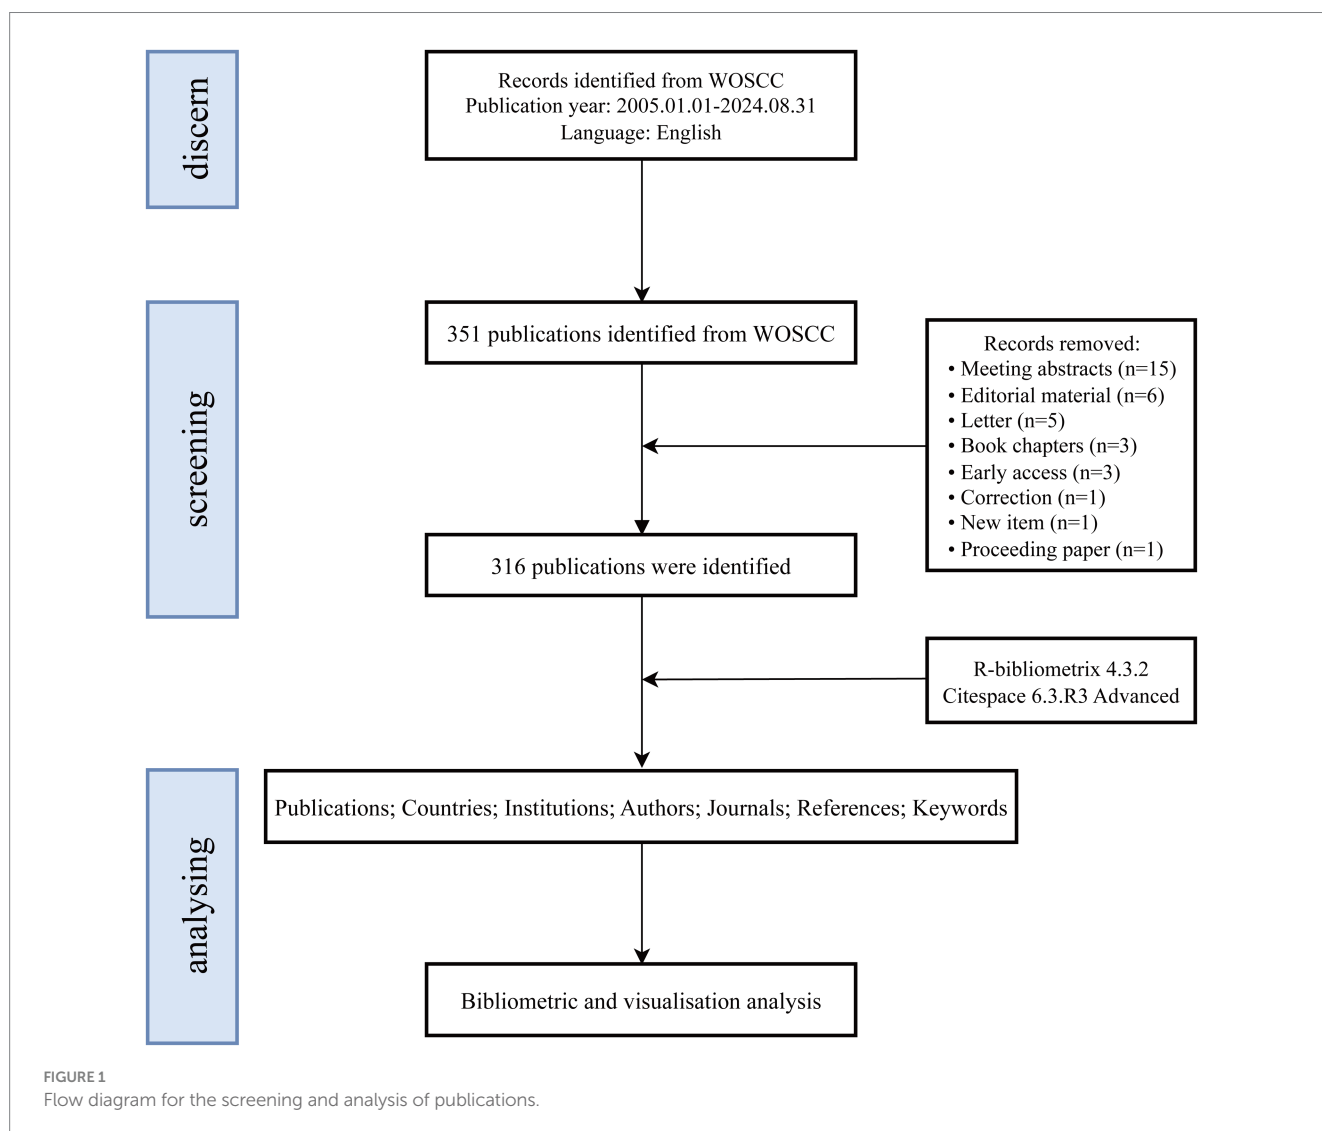 discern
Records identified from WOSCC
Publication year: 2005.01.01-2024.08.31
Language: English
screening
351 publications identified from WOSCC
Records removed:
• Meeting abstracts (n=15)
• Editorial material (n=6)
• Letter (n=5)
• Book chapters (n=3)
• Early access (n=3)
• Correction (n=1)
• New item (n=1)
• Proceeding paper (n=1)
316 publications were identified
R-bibliometrix 4.3.2
Citespace 6.3.R3 Advanced
analysing
Publications; Countries; Institutions; Authors; Journals; References; Keywords
Bibliometric and visualisation analysis
FIGURE 1
Flow diagram for the screening and analysis of publications.